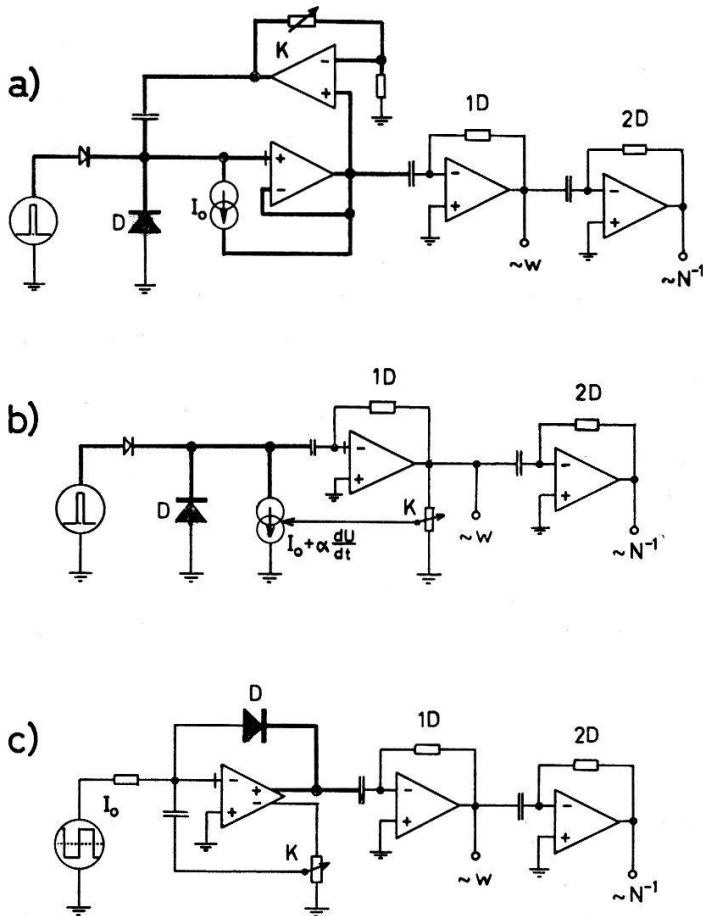 a)
K
-
+
1D
2D
+
-
I₀
D
-
+
-
+
~w
~N⁻¹
b)
1D
2D
-
+
-
+
D
K
I₀ + α dU/dt
~w
~N⁻¹
c)
D
1D
2D
I₀
-
+
+
-
-
+
-
+
K
~w
~N⁻¹